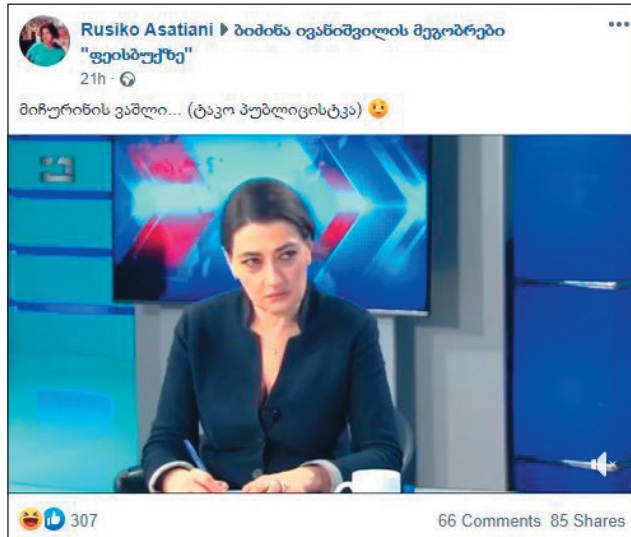 Rusiko Asatiani ▶ ბიძინა ივანიშვილის მეგობრები
"ფეისბუქზე"
21h ·
მიჩურინის ვაშლი... (ტაკო პუბლიცისტკა)
307
66 Comments 85 Shares